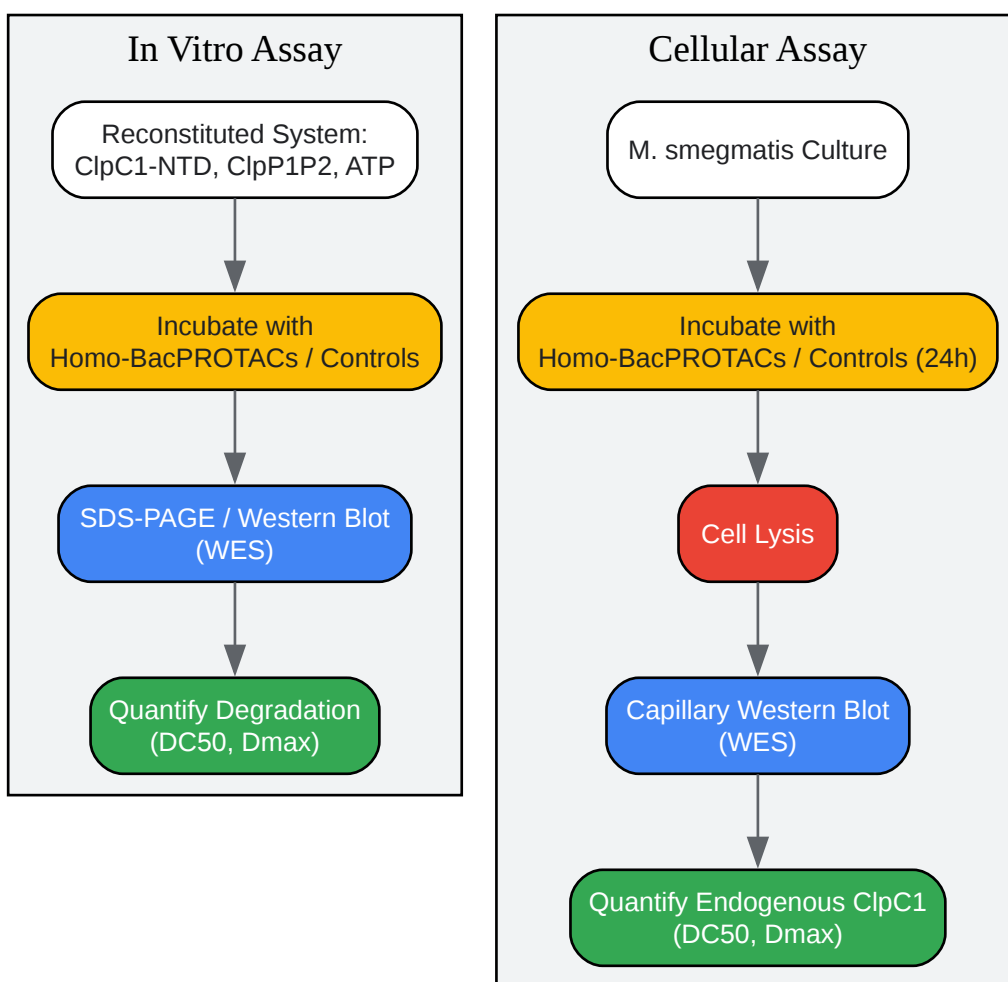 In Vitro Assay
Reconstituted System:
ClpC1-NTD, ClpP1P2, ATP
Incubate with
Homo-BacPROTACs / Controls
SDS-PAGE / Western Blot
(WES)
Quantify Degradation
(DC50, Dmax)
Cellular Assay
M. smegmatis Culture
Incubate with
Homo-BacPROTACs / Controls (24h)
Cell Lysis
Capillary Western Blot
(WES)
Quantify Endogenous ClpC1
(DC50, Dmax)